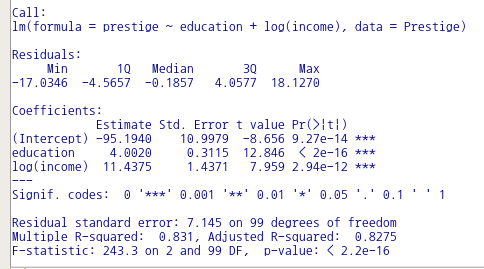 Call:
lm(formula = prestige ~ education + log(income), data = Prestige)
Residuals:
     Min       1Q   Median       3Q      Max
-17.0346  -4.5657  -0.1857   4.0577  18.1270
Coefficients:
            Estimate Std. Error t value Pr(>|t|)
(Intercept) -95.1940    10.9979  -8.656 9.27e-14 ***
education     4.0020     0.3115  12.846  < 2e-16 ***
log(income)  11.4375     1.4371   7.959 2.94e-12 ***
---
Signif. codes:  0 '***' 0.001 '**' 0.01 '*' 0.05 '.' 0.1 ' ' 1
Residual standard error: 7.145 on 99 degrees of freedom
Multiple R-squared:  0.831, Adjusted R-squared:  0.8275
F-statistic: 243.3 on 2 and 99 DF,  p-value: < 2.2e-16